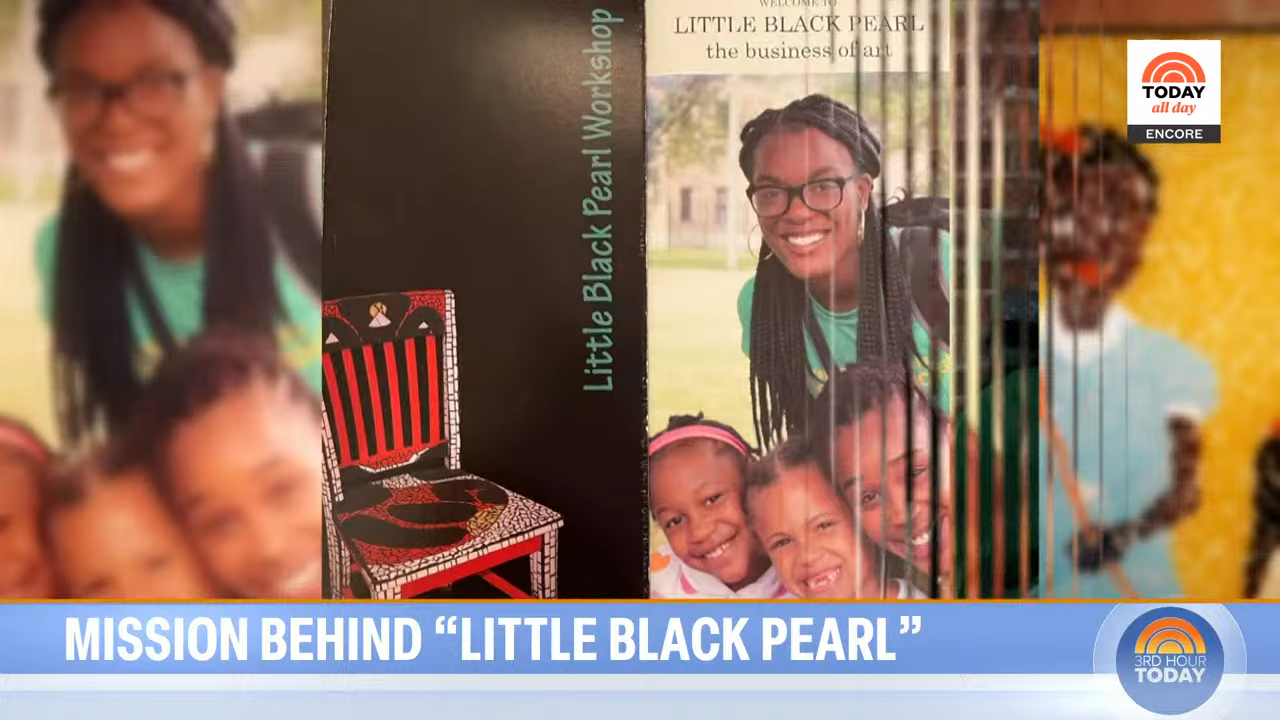 WELCOME TO
LITTLE BLACK PEARL
the business of art
Little Black Pearl Workshop
TODAY
all day
ENCORE
MISSION BEHIND “LITTLE BLACK PEARL”
3RD HOUR
TODAY